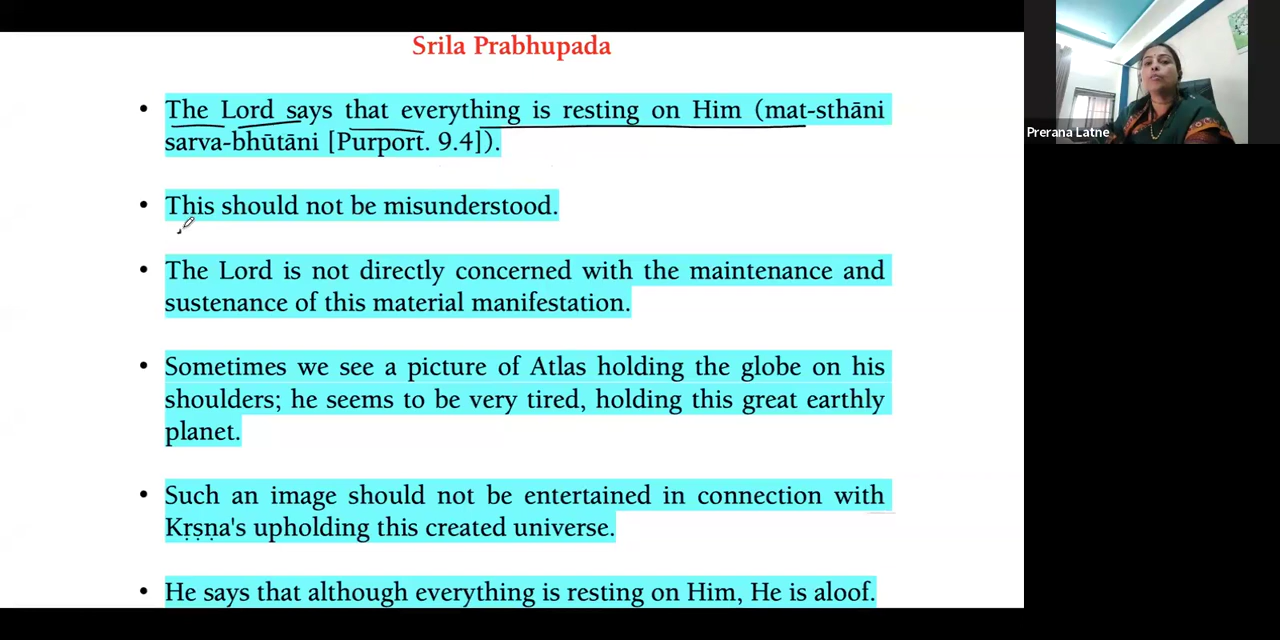 Srila Prabhupada
• The Lord says that everything is resting on Him (mat-sthāni
sarva-bhūtāni [Purport. 9.4]).
• This should not be misunderstood.
• The Lord is not directly concerned with the maintenance and
sustenance of this material manifestation.
• Sometimes we see a picture of Atlas holding the globe on his
shoulders; he seems to be very tired, holding this great earthly
planet.
• Such an image should not be entertained in connection with
Kṛṣṇa's upholding this created universe.
• He says that although everything is resting on Him, He is aloof.
Prerana Latne